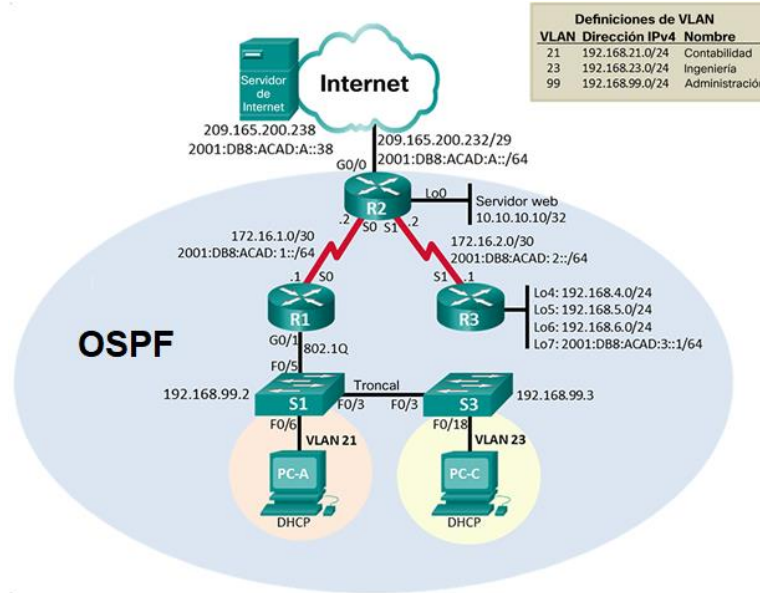 Definiciones de VLAN
VLAN Dirección IPv4 Nombre
21 192.168.21.0/24 Contabilidad
23 192.168.23.0/24 Ingeniería
99 192.168.99.0/24 Administración
Servidor de Internet
Internet
209.165.200.238
2001:DB8:ACAD:A::38
209.165.200.232/29
2001:DB8:ACAD:A::/64
G0/0
R2
Lo0
Servidor web
10.10.10.10/32
.2
S0
S1
.2
172.16.1.0/30
2001:DB8:ACAD: 1::/64
172.16.2.0/30
2001:DB8:ACAD: 2::/64
.1
S0
S1
.1
R1
R3
Lo4: 192.168.4.0/24
Lo5: 192.168.5.0/24
Lo6: 192.168.6.0/24
Lo7: 2001:DB8:ACAD:3::1/64
OSPF
G0/1
802.1Q
F0/5
192.168.99.2
S1
Troncal
F0/3
F0/3
S3
192.168.99.3
F0/6
VLAN 21
F0/18
VLAN 23
PC-A
PC-C
DHCP
DHCP